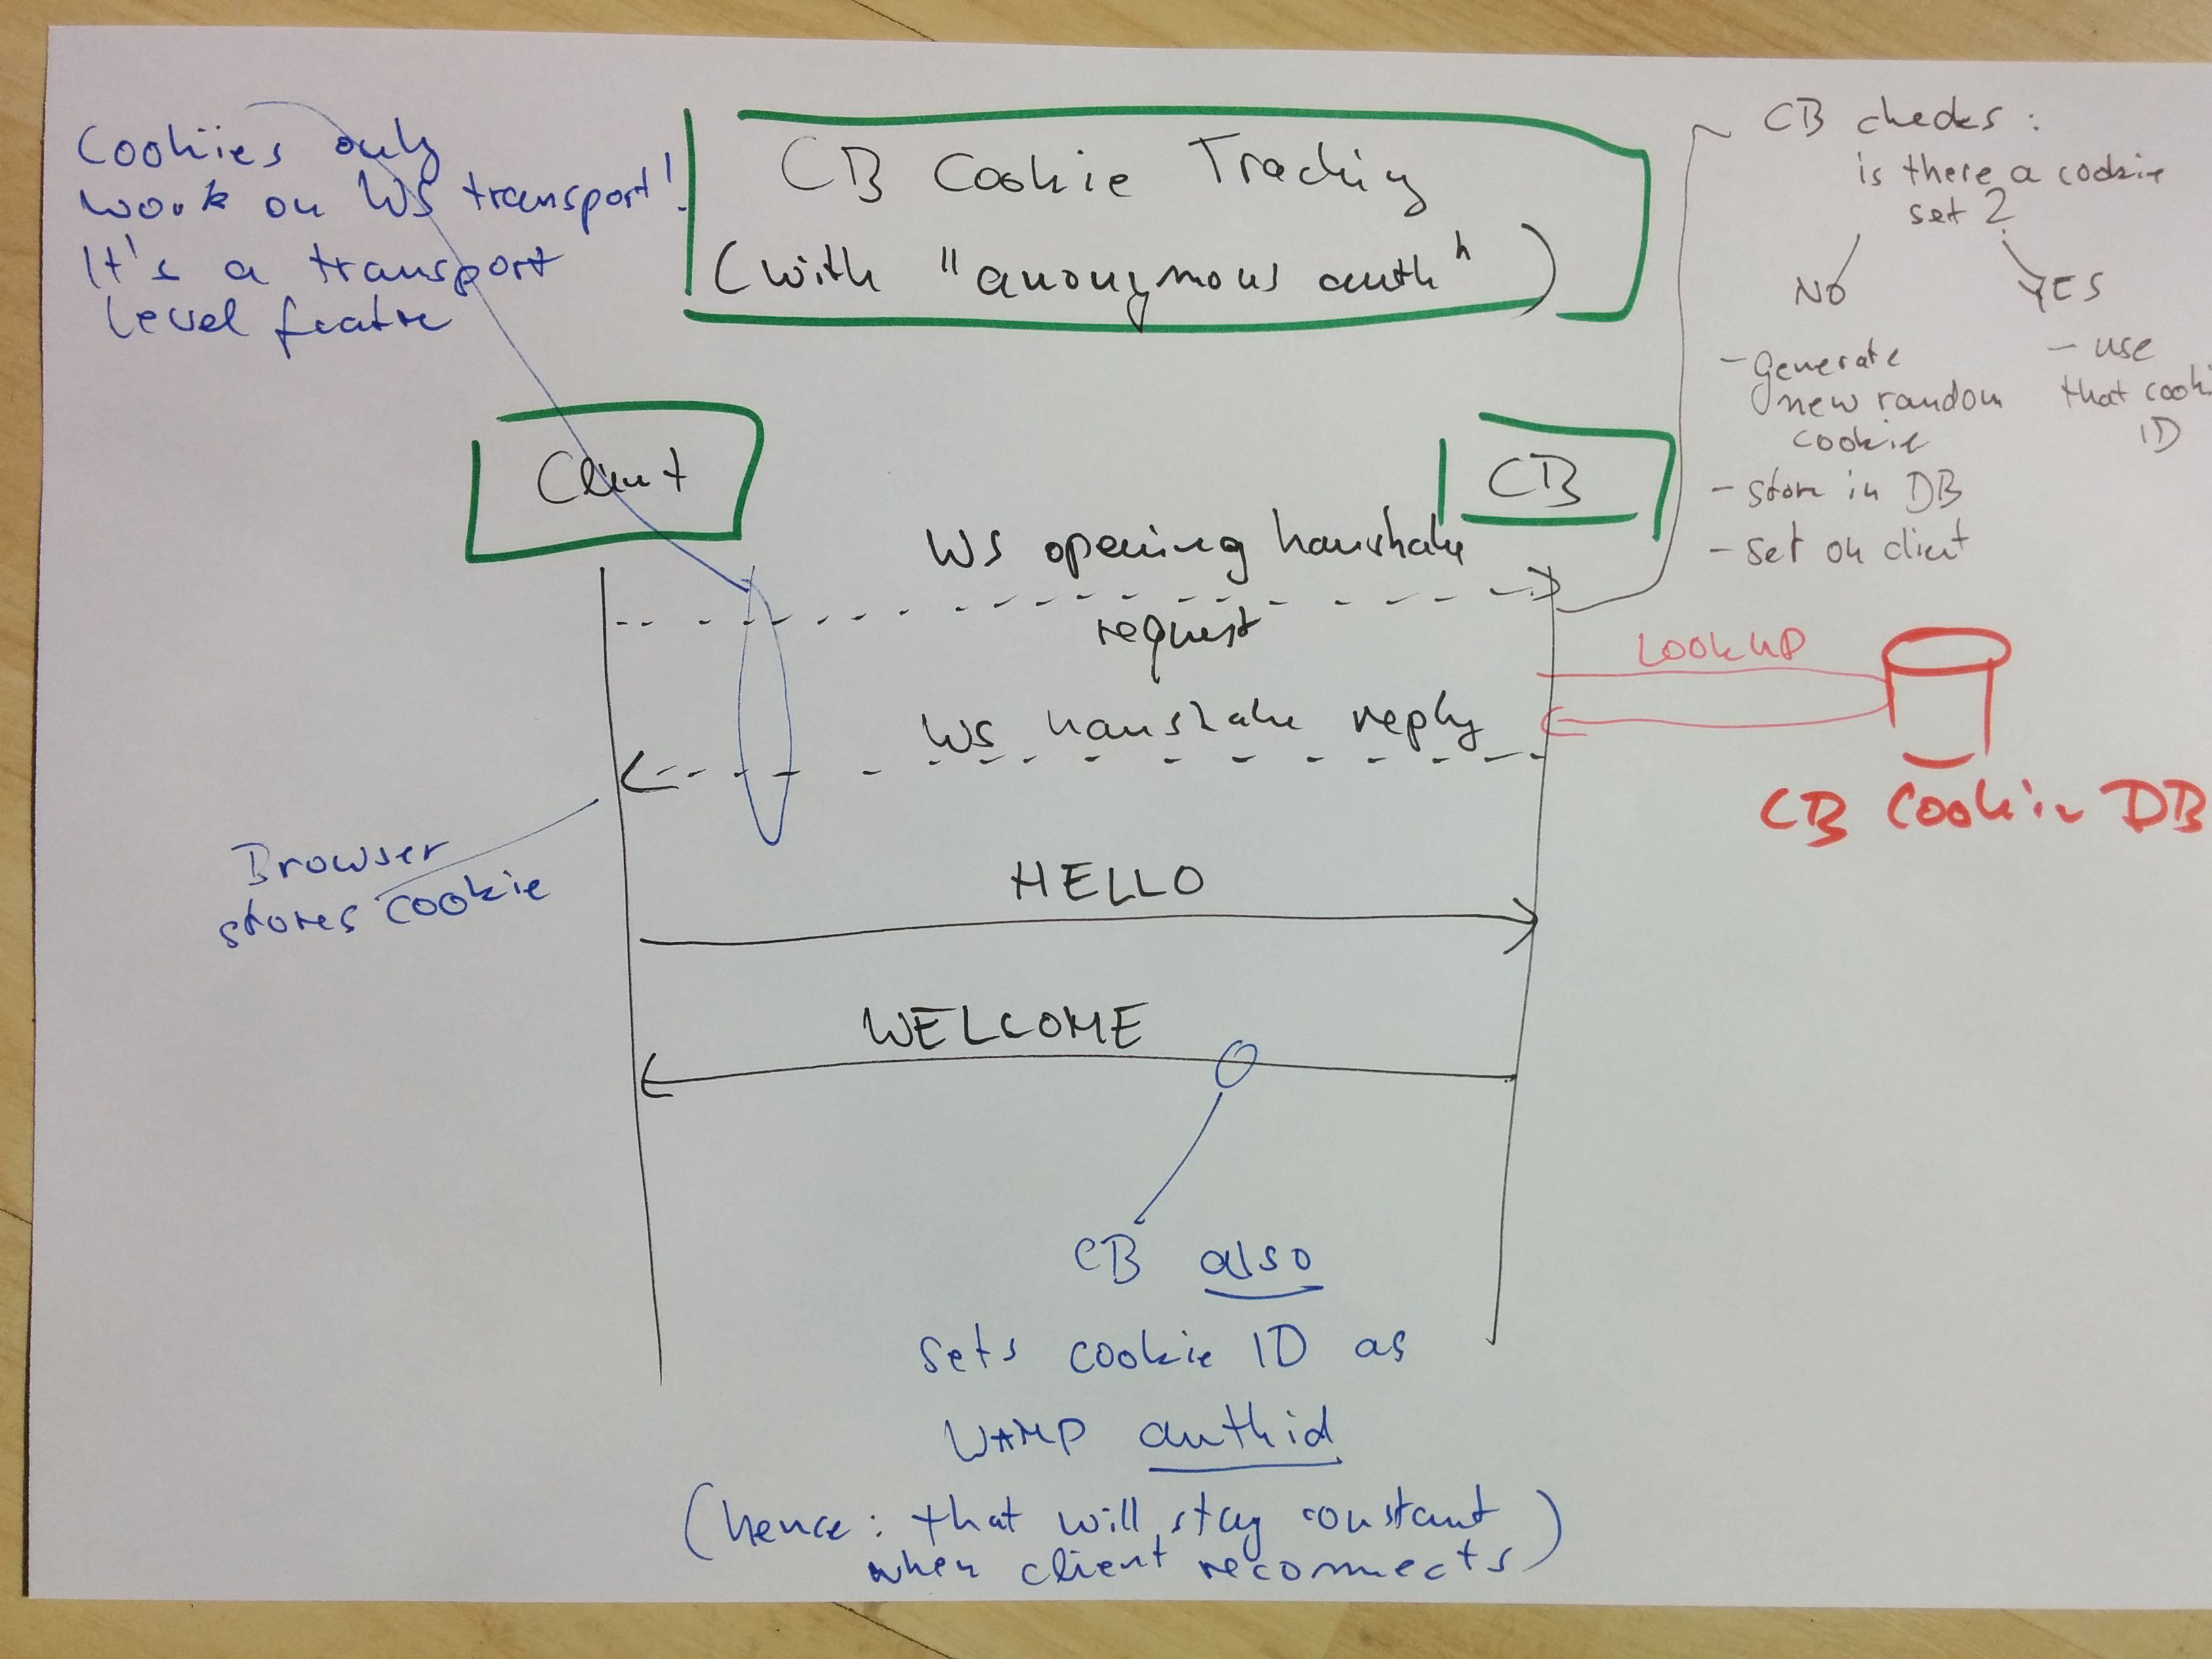 Cookies only
work on WS transport!
It's a transport
level featre
CB Cookie Tracking
(with "anonymous auth")
CB checks:
is there a cookie
set?
NO
YES
- generate
new random
cookie
- store in DB
- set on client
- use
that cooki
ID
Client
CB
WS opening hanshake
request
LOOKUP
WS hanshake reply
CB Cookie DB
Browser
stores cookie
HELLO
WELCOME
CB also
sets cookie ID as
WAMP authid
(hence: that will stay constant
when client reconnects)